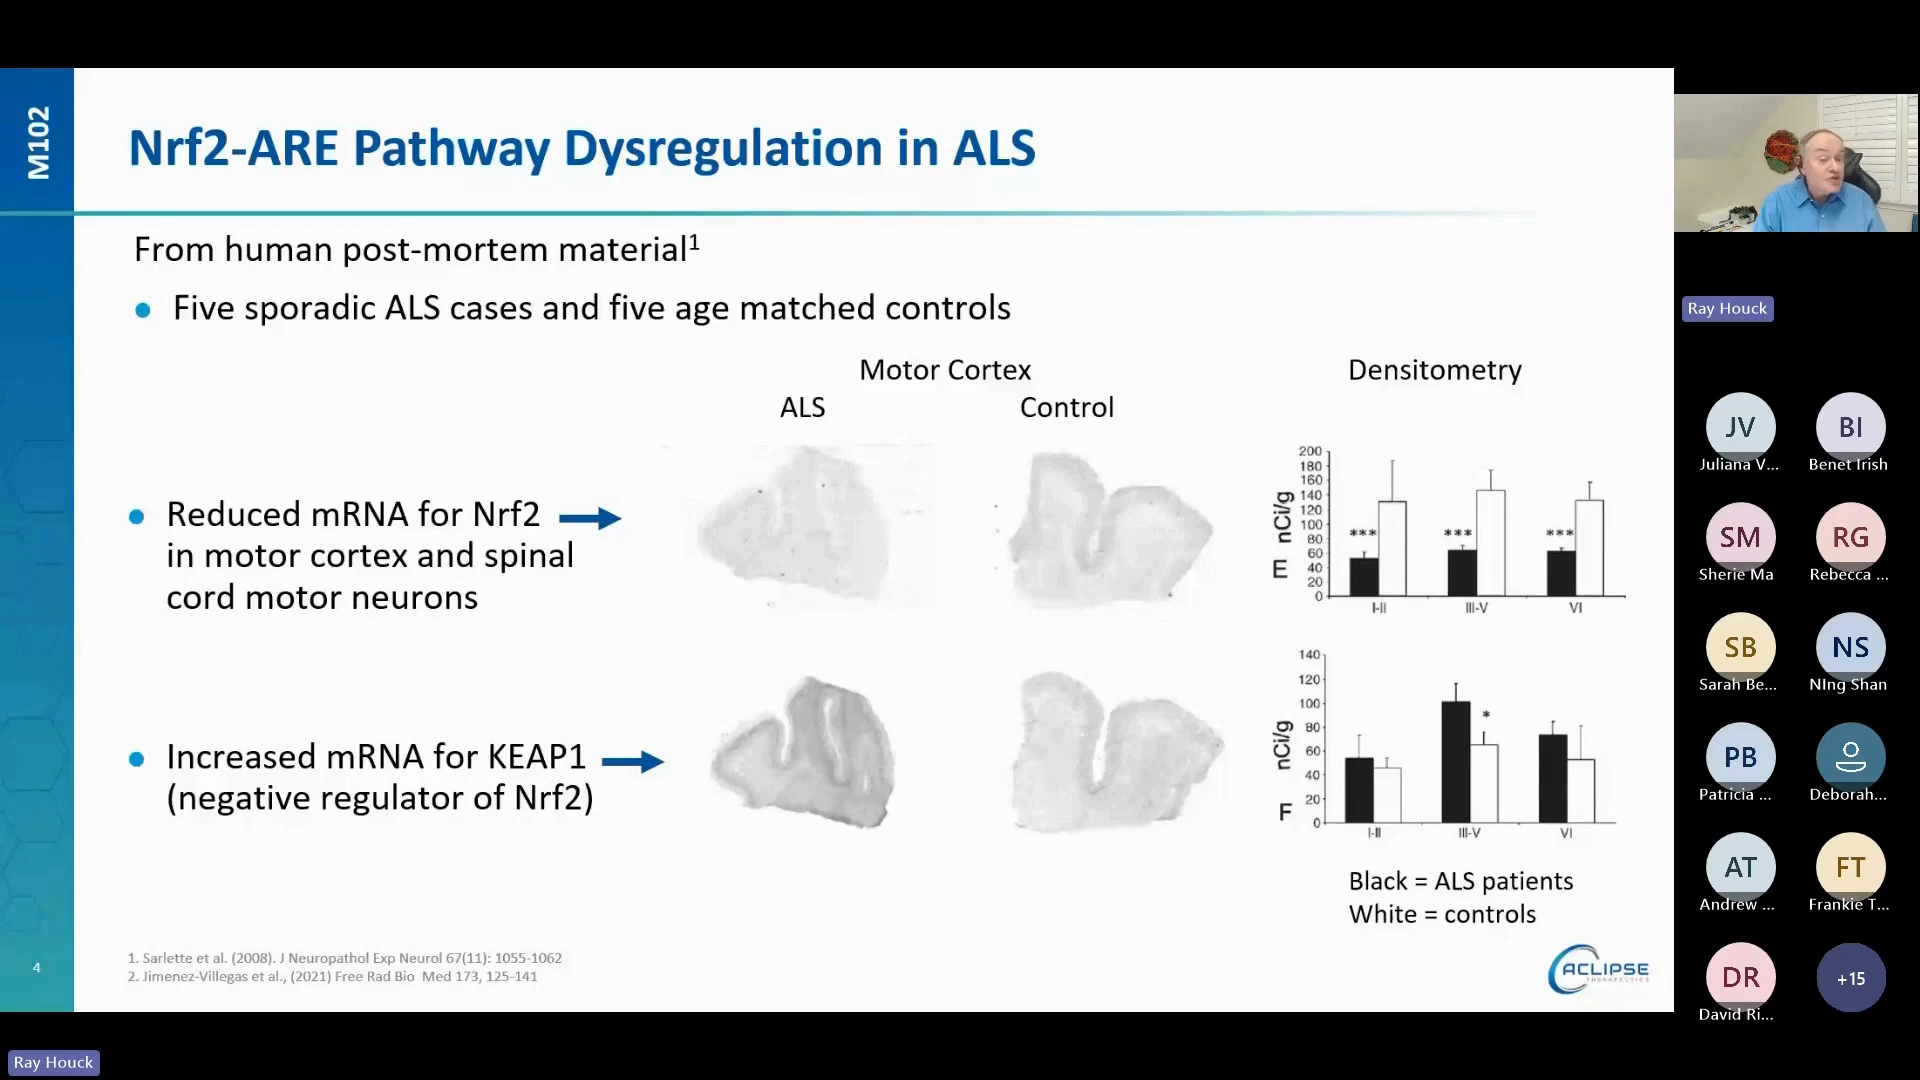 M102
Nrf2-ARE Pathway Dysregulation in ALS
From human post-mortem material1
Five sporadic ALS cases and five age matched controls
Motor Cortex
ALS
Control
Densitometry
Reduced mRNA for Nrf2
in motor cortex and spinal
cord motor neurons
200
180
160
140
120
100
80
60
40
20
0
E nCi/g
***
***
***
I-II
III-V
VI
Increased mRNA for KEAP1
(negative regulator of Nrf2)
140
120
100
80
60
40
20
0
F nCi/g
*
I-II
III-V
VI
Black = ALS patients
White = controls
1. Sarlette et al. (2008). J Neuropathol Exp Neurol 67(11): 1055-1062
2. Jimenez-Villegas et al., (2021) Free Rad Bio Med 173, 125-141
4
ACLIPSE
THERAPEUTICS
Ray Houck
Ray Houck
JV
Juliana V...
BI
Benet Irish
SM
Sherie Ma
RG
Rebecca ...
SB
Sarah Be...
NS
NIng Shan
PB
Patricia ...
Deborah...
AT
Andrew ...
FT
Frankie T...
DR
David Ri...
+15